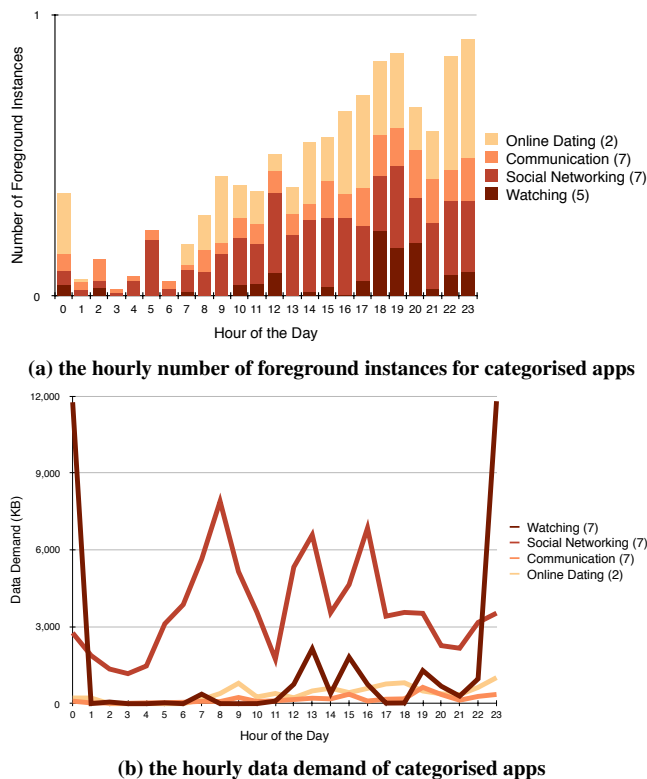 1
Number of Foreground Instances
Online Dating (2)
Communication (7)
Social Networking (7)
Watching (5)
0
0 1 2 3 4 5 6 7 8 9 10 11 12 13 14 15 16 17 18 19 20 21 22 23
Hour of the Day
(a) the hourly number of foreground instances for categorised apps
12,000
9,000
6,000
3,000
0
Data Demand (KB)
Watching (7)
Social Networking (7)
Communication (7)
Online Dating (2)
0 1 2 3 4 5 6 7 8 9 10 11 12 13 14 15 16 17 18 19 20 21 22 23
Hour of the Day
(b) the hourly data demand of categorised apps